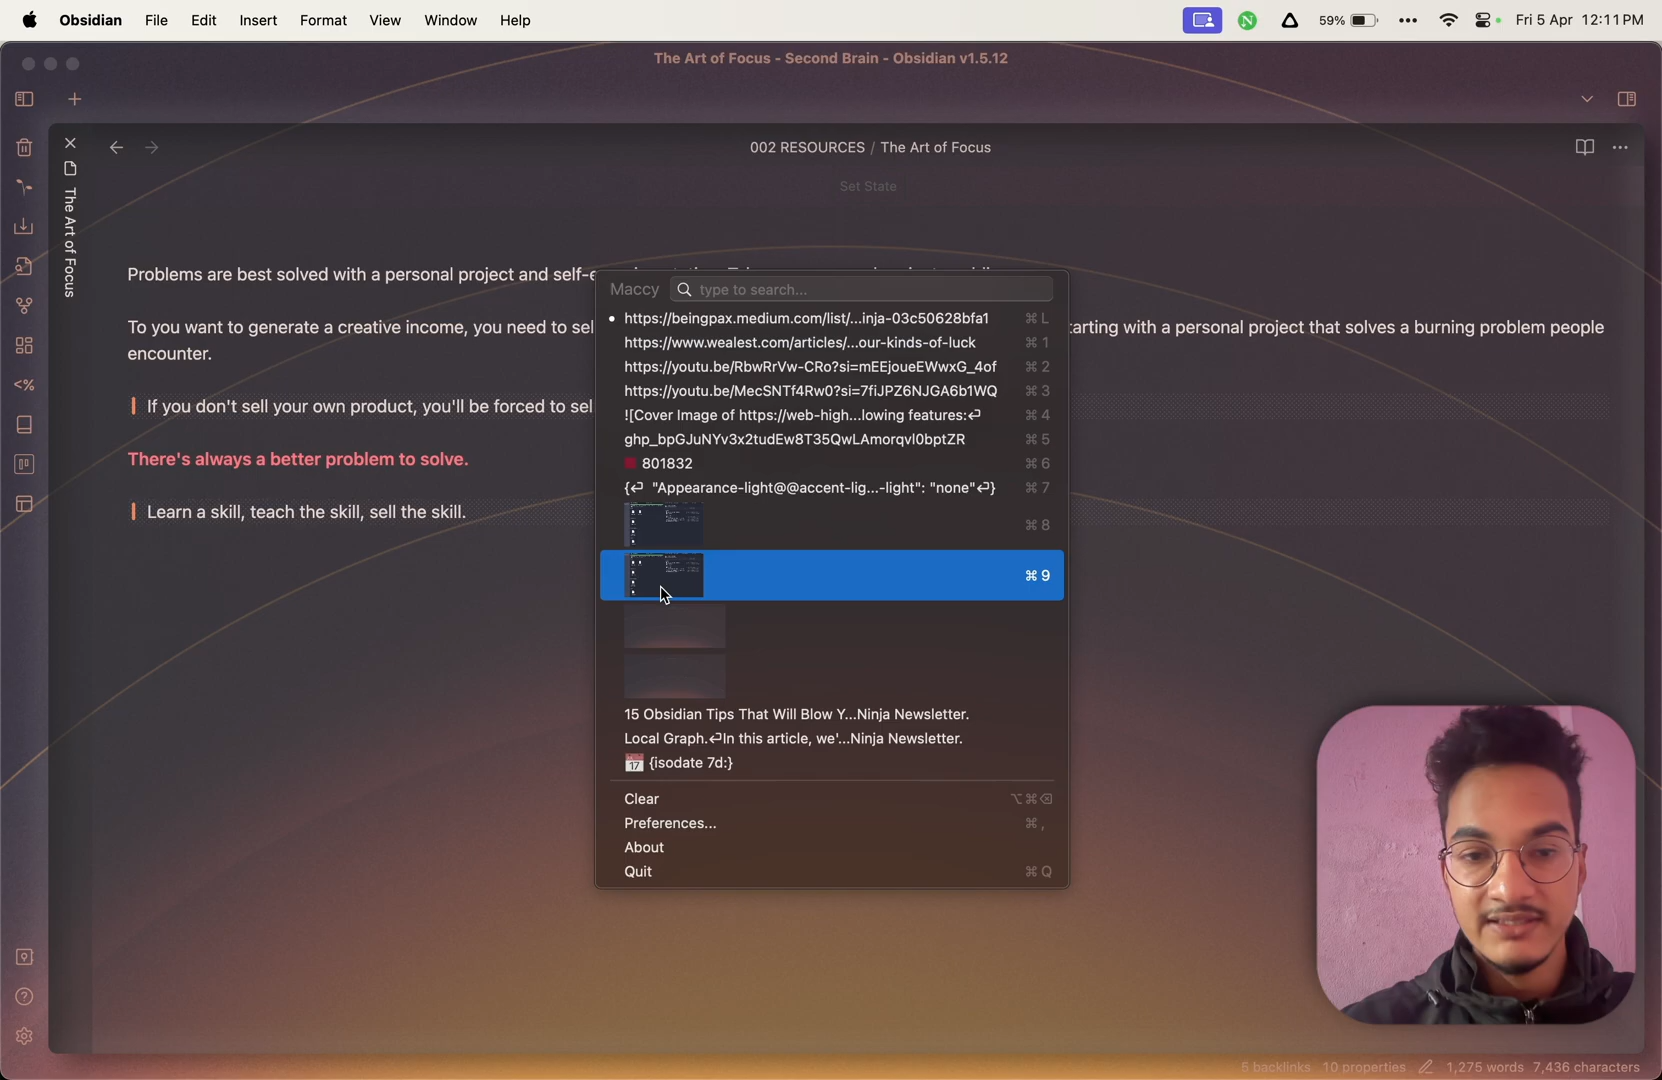 Obsidian File Edit Insert Format View Window Help
59% Fri 5 Apr 12:11 PM
The Art of Focus - Second Brain - Obsidian v1.5.12
002 RESOURCES / The Art of Focus
Set State
The Art of Focus
Problems are best solved with a personal project and self-
To you want to generate a creative income, you need to sel
tarting with a personal project that solves a burning problem people
encounter.
If you don't sell your own product, you'll be forced to sel
There's always a better problem to solve.
Learn a skill, teach the skill, sell the skill.
Maccy type to search...
https://beingpax.medium.com/list/...inja-03c50628bfa1 ⌘ L
https://www.wealest.com/articles/...our-kinds-of-luck ⌘ 1
https://youtu.be/RbwRrVw-CRo?si=mEEjoueEWwxG_4of ⌘ 2
https://youtu.be/MecSNTf4Rw0?si=7fiJPZ6NJGA6b1WQ ⌘ 3
![Cover Image of https://web-high...lowing features:⏎ ⌘ 4
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 ⌘ 5
801832 ⌘ 6
{⏎ "Appearance-light@@accent-lig...-light": "none"⏎} ⌘ 7
⌘ 8
⌘ 9
15 Obsidian Tips That Will Blow Y...Ninja Newsletter.
Local Graph.⏎In this article, we'...Ninja Newsletter.
📅 {isodate 7d:}
Clear ⌥⌘⌫
Preferences... ⌘ ,
About
Quit ⌘ Q
5 backlinks 10 properties 1,275 words 7,436 characters